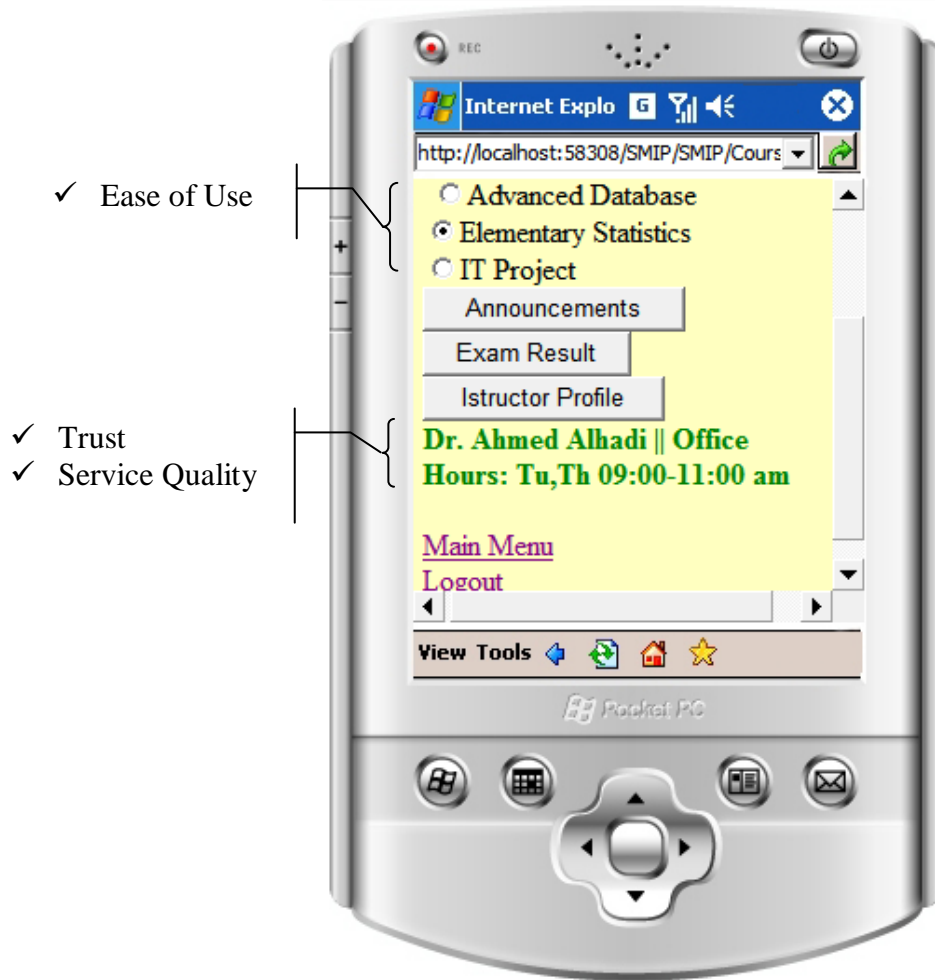 REC
Internet Explo G
http://localhost:58308/SMIP/SMIP/Cours
✓ Ease of Use
Advanced Database
Elementary Statistics
IT Project
+
−
Announcements
Exam Result
Istructor Profile
✓ Trust
✓ Service Quality
Dr. Ahmed Alhadi || Office
Hours: Tu,Th 09:00-11:00 am
Main Menu
Logout
View Tools
Pocket PC